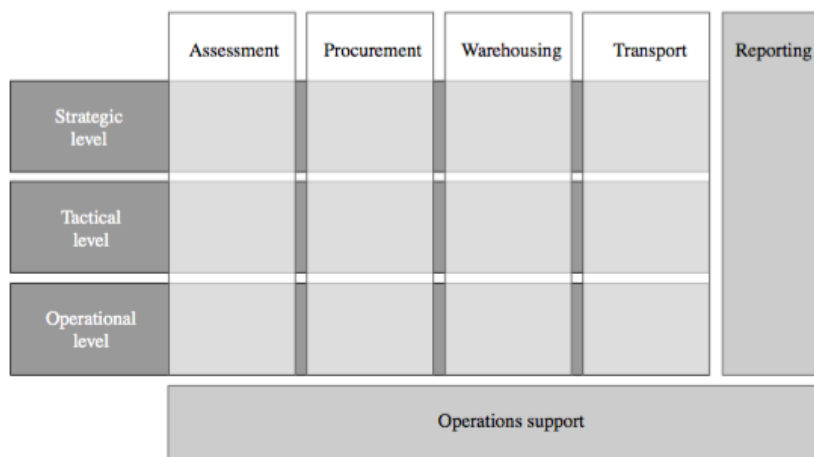 Assessment Procurement Warehousing Transport Reporting
Strategic
level
Tactical
level
Operational
level
Operations support